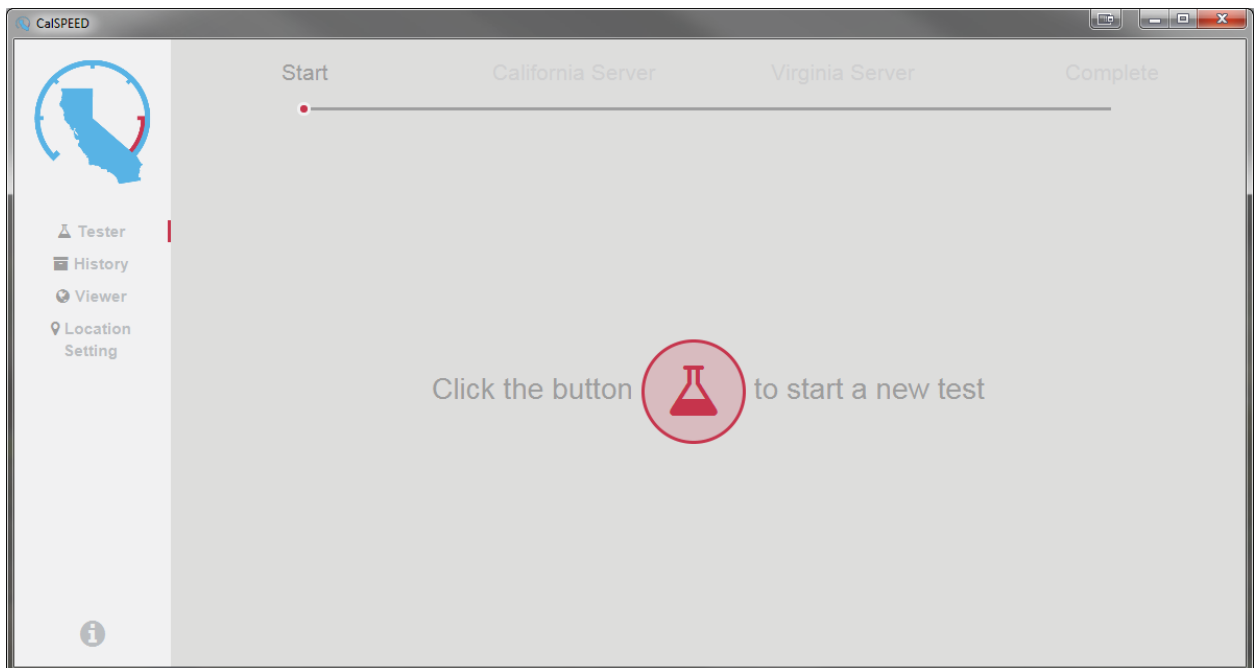 CalSPEED
Start California Server Virginia Server Complete
Tester
History
Viewer
Location
Setting
Click the button to start a new test